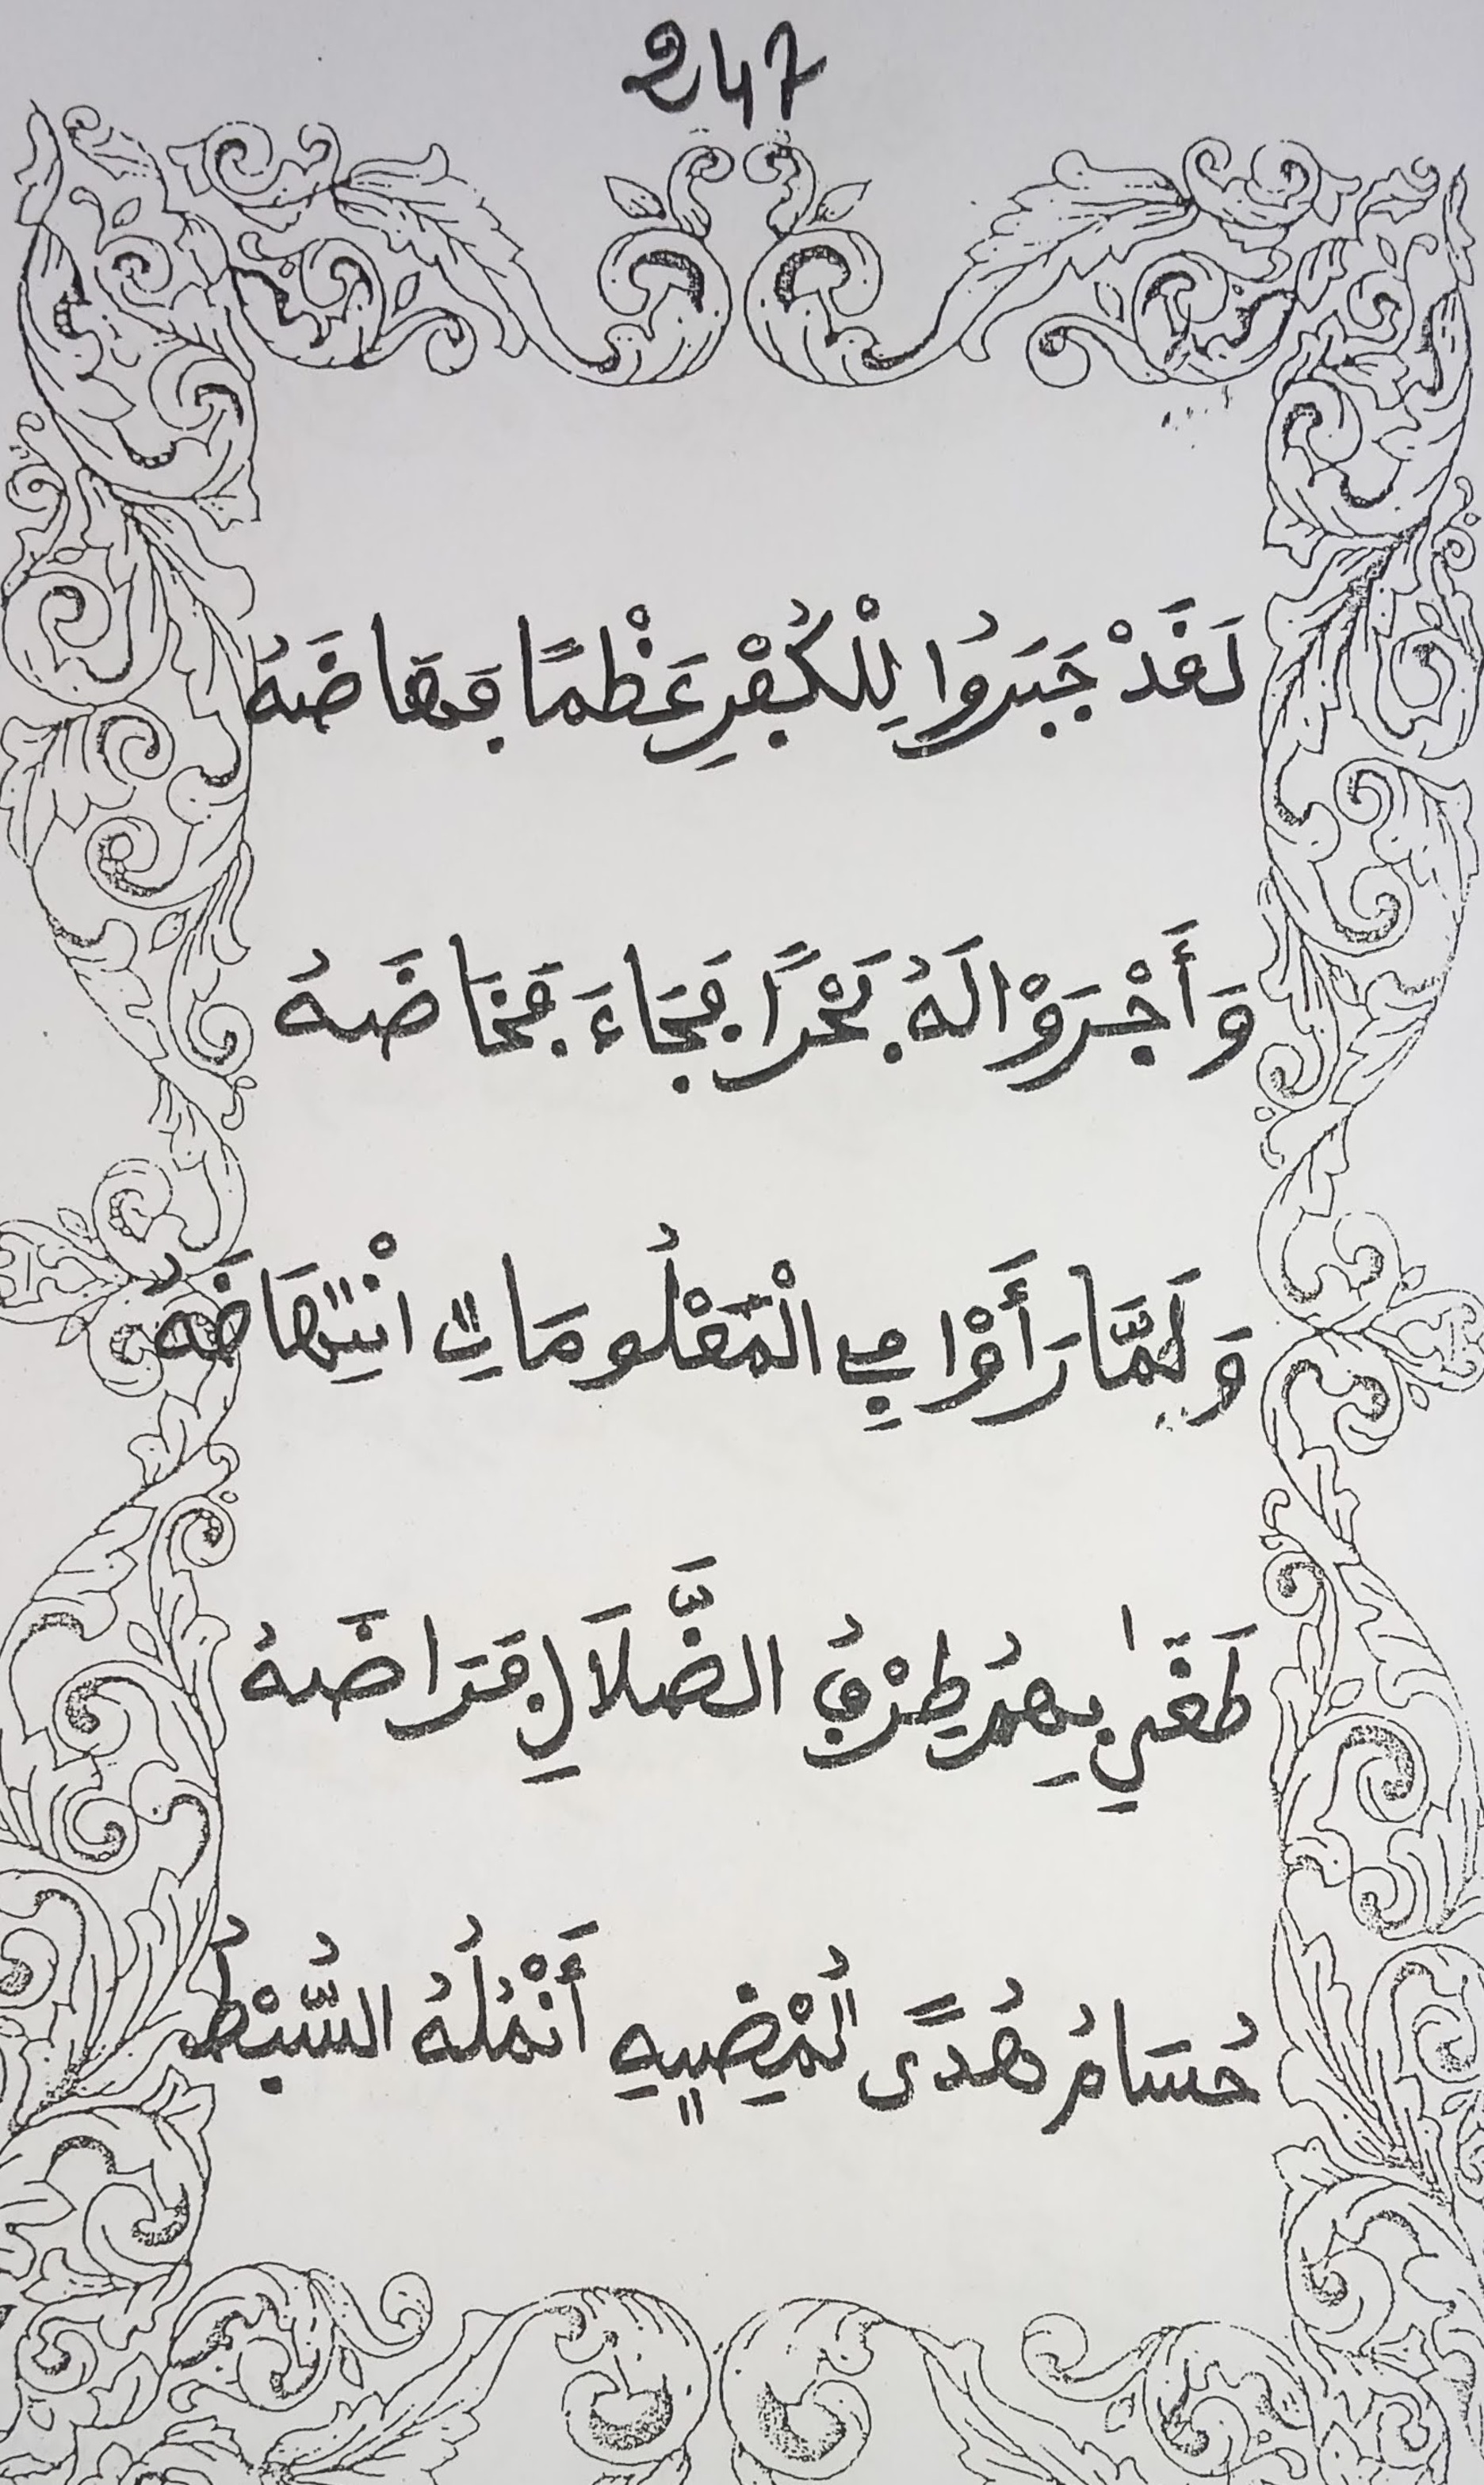 247
لَقَدْ جَبَرُوا لِلْكُفْرِ عَظْمًا فَهَاضَهُ
وَأَجْرَوْا لَهُ بَحْرًا فَجَاءَ فَخَاضَهُ
وَلَمَّا رَأَوْا فِي الْمَعْلُومَاتِ انْتِهَاضَهُ
طَغَى بِهِمُ طِرْفُ الضَّلَالِ فَرَاضَهُ
حُسَامُ هُدًى لَمْ يُمْضِيهِ أَنْمُلُهُ السُّبْطُ